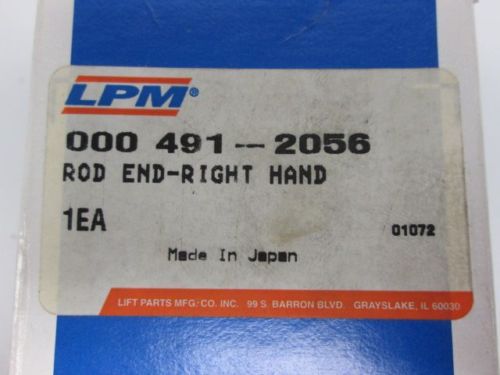 LPM®
000 491--2056
ROD END-RIGHT HAND
1EA
01072
Made In Japan
LIFT PARTS MFG. CO. INC. 99 S. BARRON BLVD. GRAYSLAKE, IL 60030